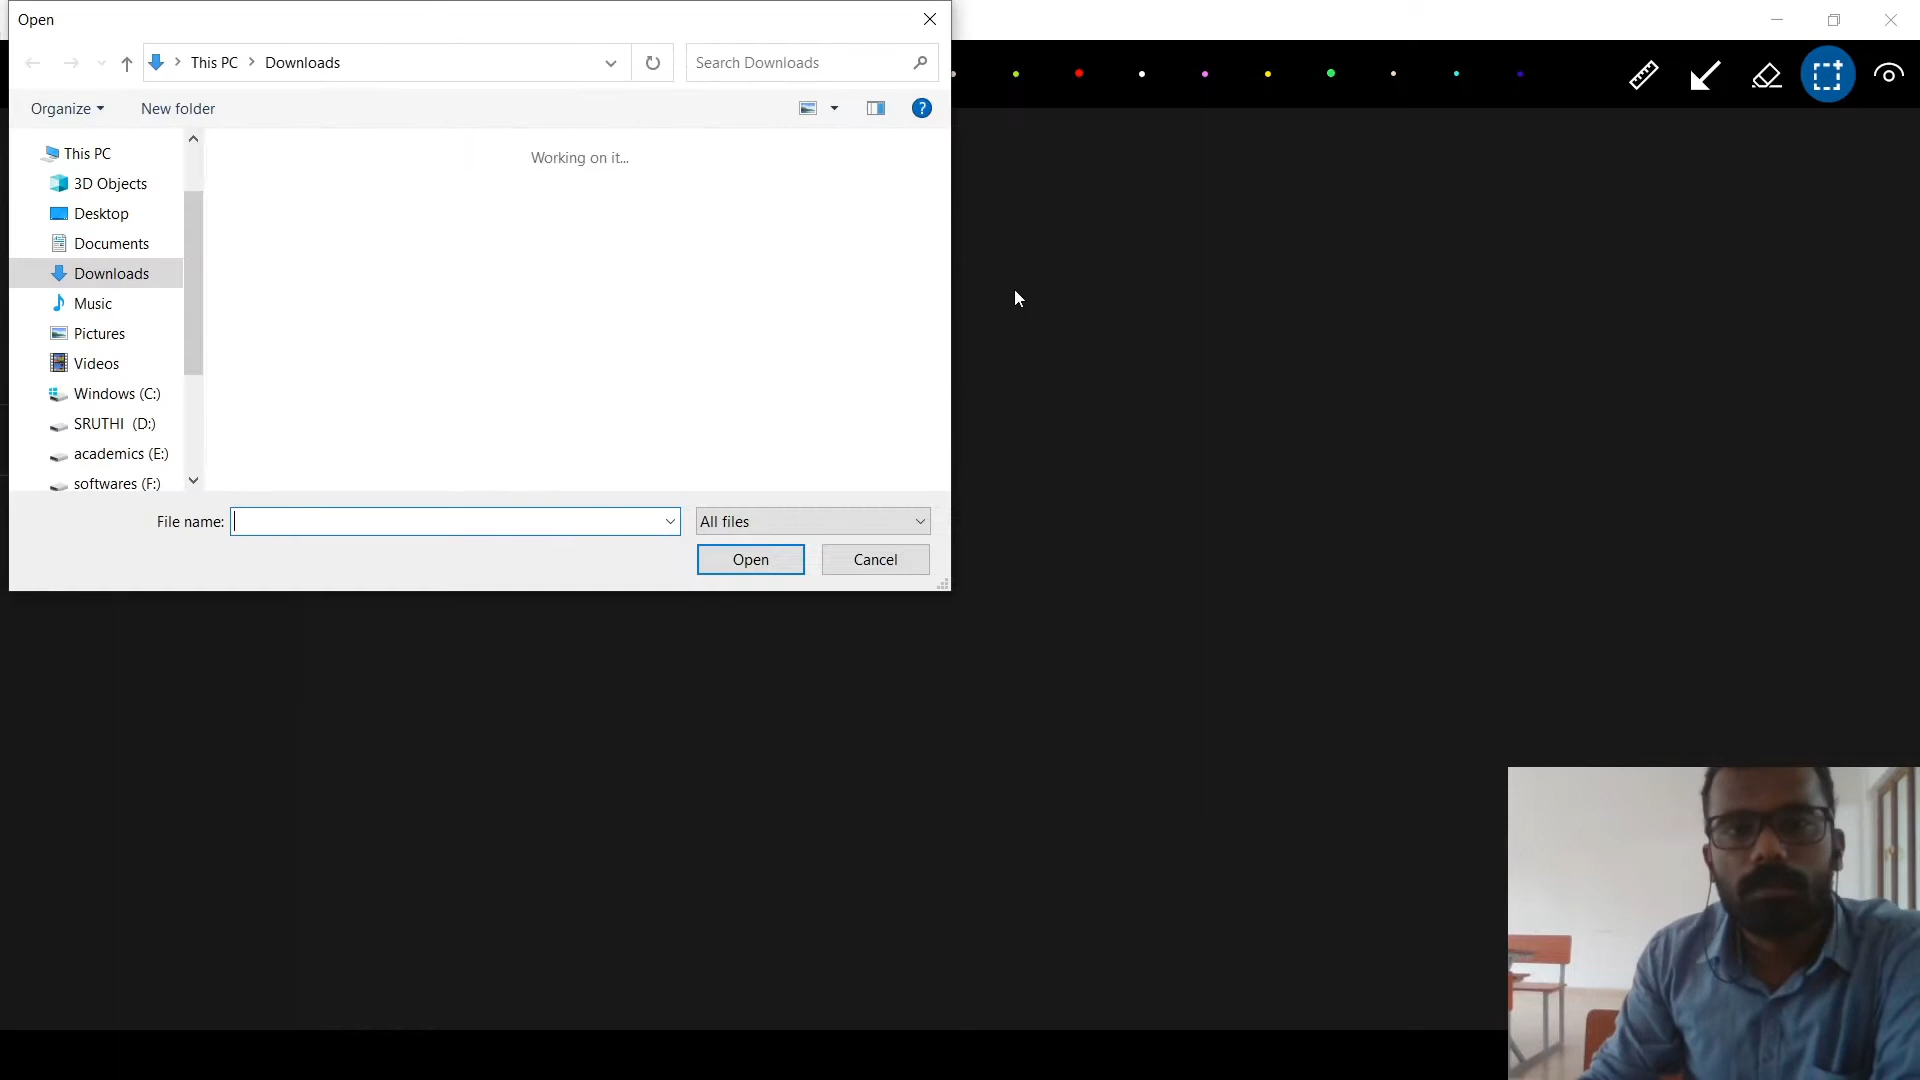 Open
This PC
Downloads
Search Downloads
Organize
New folder
?
Working on it...
This PC
3D Objects
Desktop
Documents
Downloads
Music
Pictures
Videos
Windows (C:)
SRUTHI (D:)
academics (E:)
softwares (F:)
File name:
All files
Open
Cancel